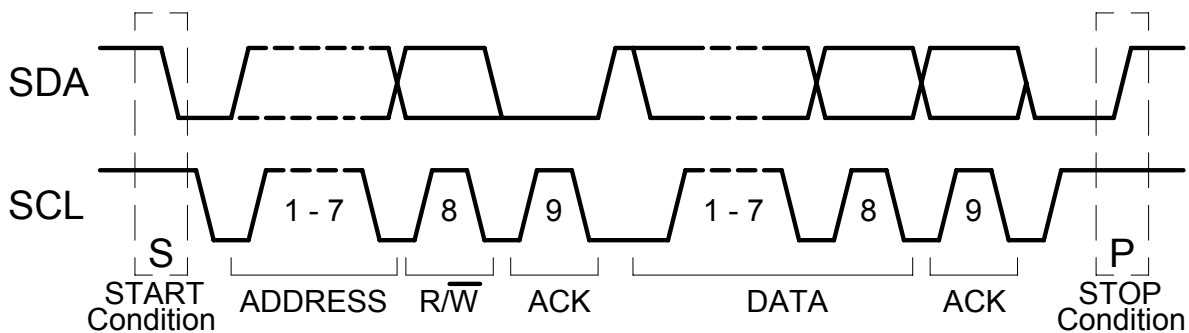 SDA
SCL
1 - 7
8
9
1 - 7
8
9
S
P
START
Condition
ADDRESS
R/W̅
ACK
DATA
ACK
STOP
Condition